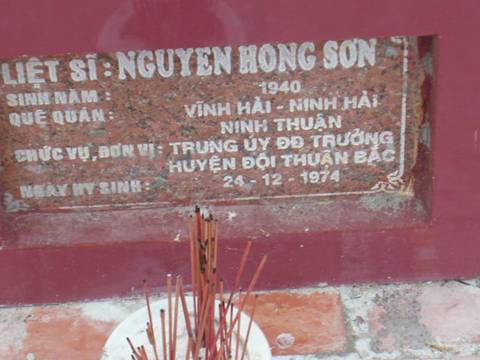 LIỆT SĨ : NGUYEN HONG SƠN
SINH NĂM : 1940
QUÊ QUÁN : VĨNH HẢI - NINH HẢI
NINH THUẬN
CHỨC VỤ, ĐƠN VỊ : TRUNG ÚY ĐĐ TRƯỞNG
HUYỆN ĐỘI THUẬN BẮC
NGÀY HY SINH : 24 - 12 - 1974